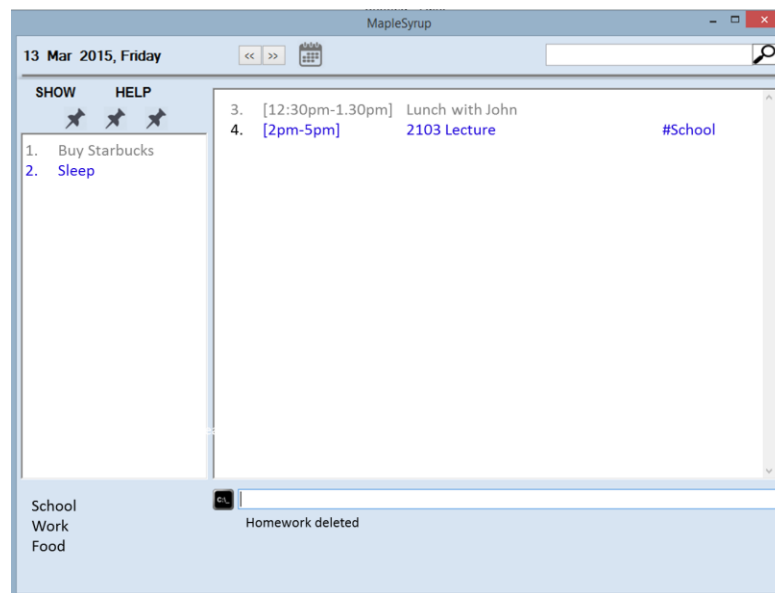 MapleSyrup
13 Mar 2015, Friday
<< >>
SHOW HELP
1. Buy Starbucks
2. Sleep
3. [12:30pm-1.30pm] Lunch with John
4. [2pm-5pm] 2103 Lecture #School
School
Work
Food
C:\_
Homework deleted